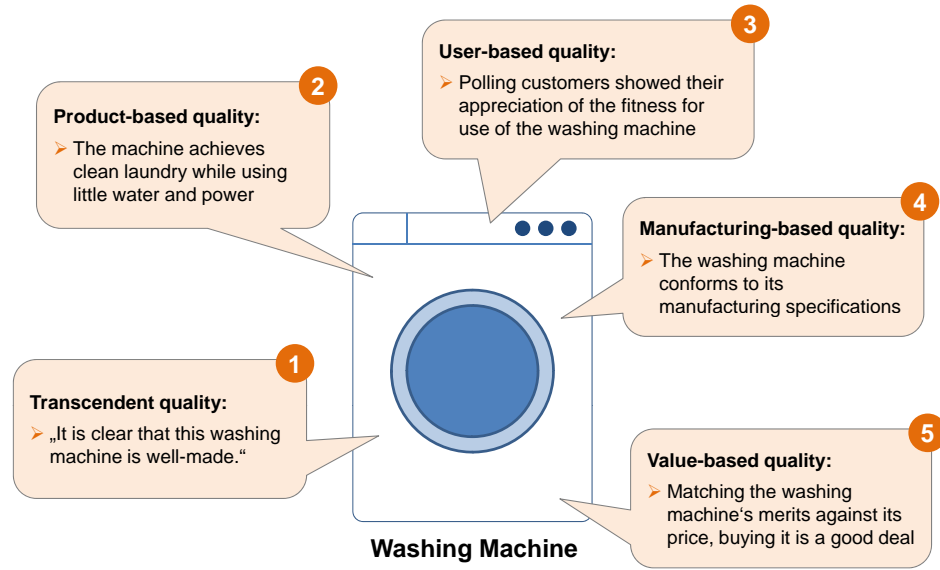 3
User-based quality:
➢ Polling customers showed their
appreciation of the fitness for
use of the washing machine
2
Product-based quality:
➢ The machine achieves
clean laundry while using
little water and power
4
Manufacturing-based quality:
➢ The washing machine
conforms to its
manufacturing specifications
1
Transcendent quality:
➢ „It is clear that this washing
machine is well-made.“
5
Value-based quality:
➢ Matching the washing
machine‘s merits against its
price, buying it is a good deal
Washing Machine